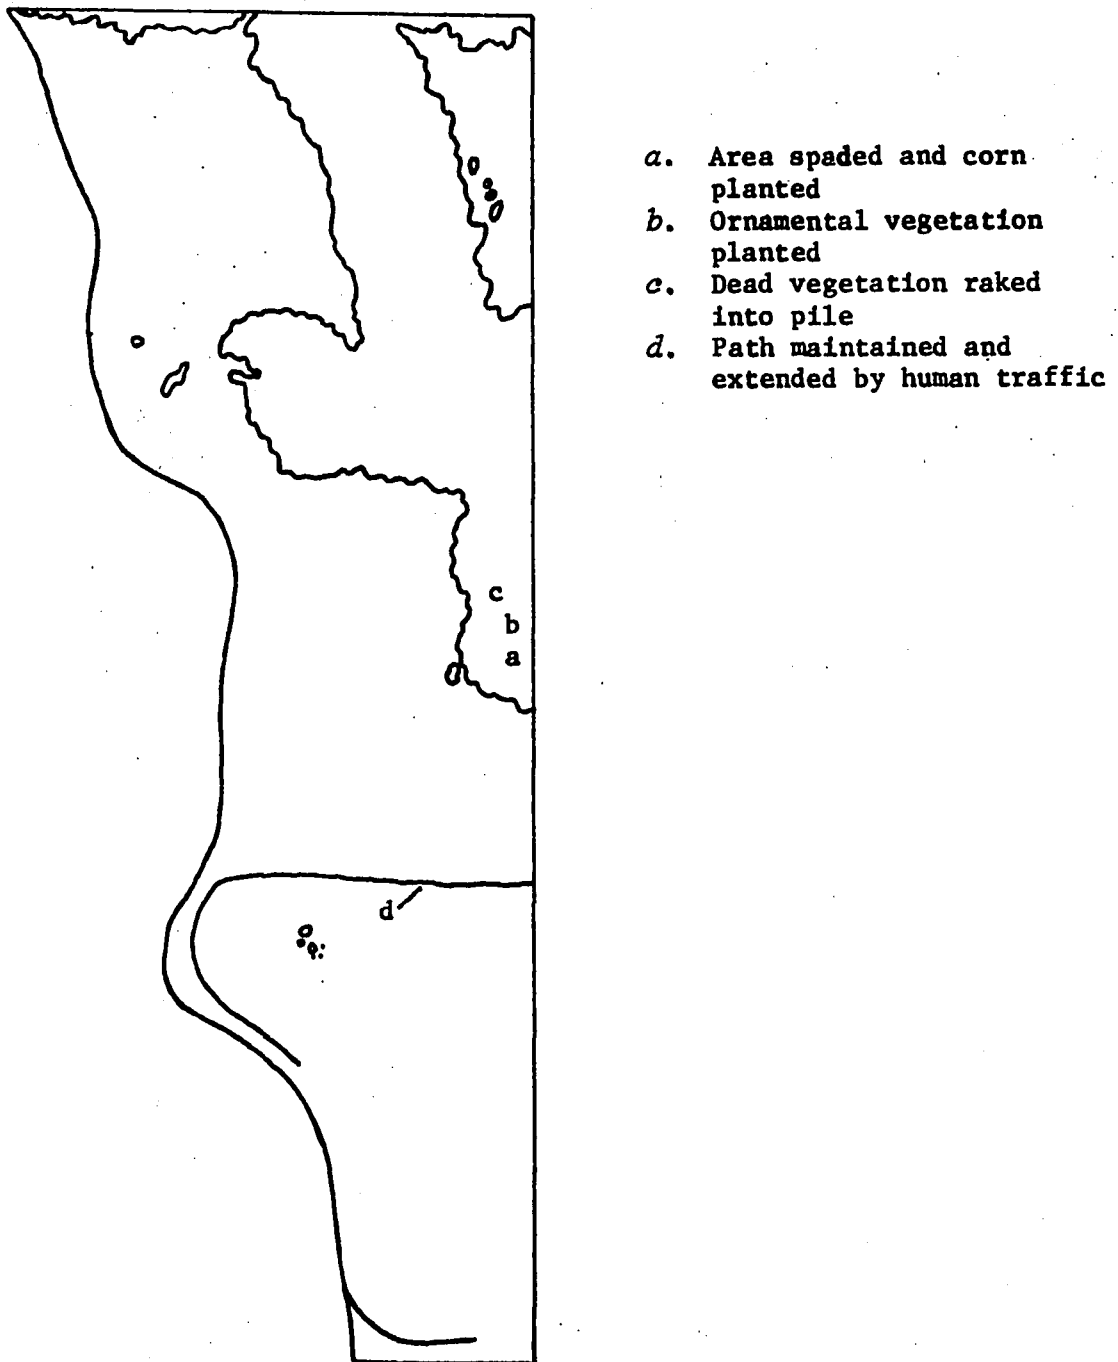 a. Area spaded and corn
planted
b. Ornamental vegetation
planted
c. Dead vegetation raked
into pile
d. Path maintained and
extended by human traffic
c
b
a
d